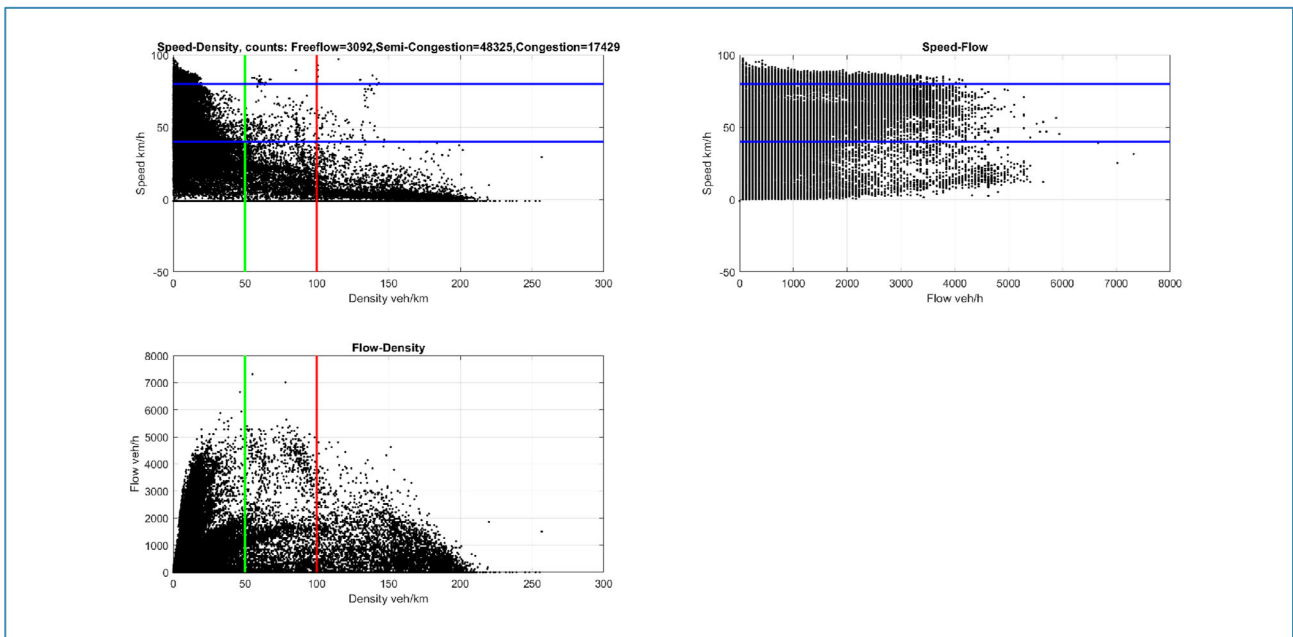 Speed-Density, counts: Freeflow=3092,Semi-Congestion=48325,Congestion=17429
100
50
0
-50
Speed km/h
0 50 100 150 200 250 300
Density veh/km
Speed-Flow
100
50
0
-50
Speed km/h
0 1000 2000 3000 4000 5000 6000 7000 8000
Flow veh/h
Flow-Density
8000
7000
6000
5000
4000
3000
2000
1000
0
Flow veh/h
0 50 100 150 200 250 300
Density veh/km